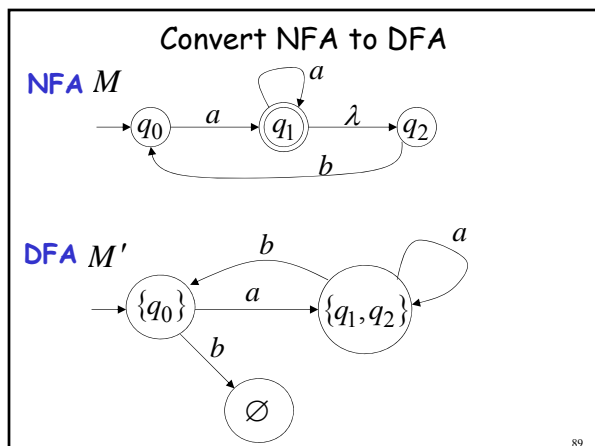 Convert NFA to DFA
NFA M
a
q0 a q1 λ q2
b
DFA M′
b a
{q0} a {q1, q2}
b
∅
89